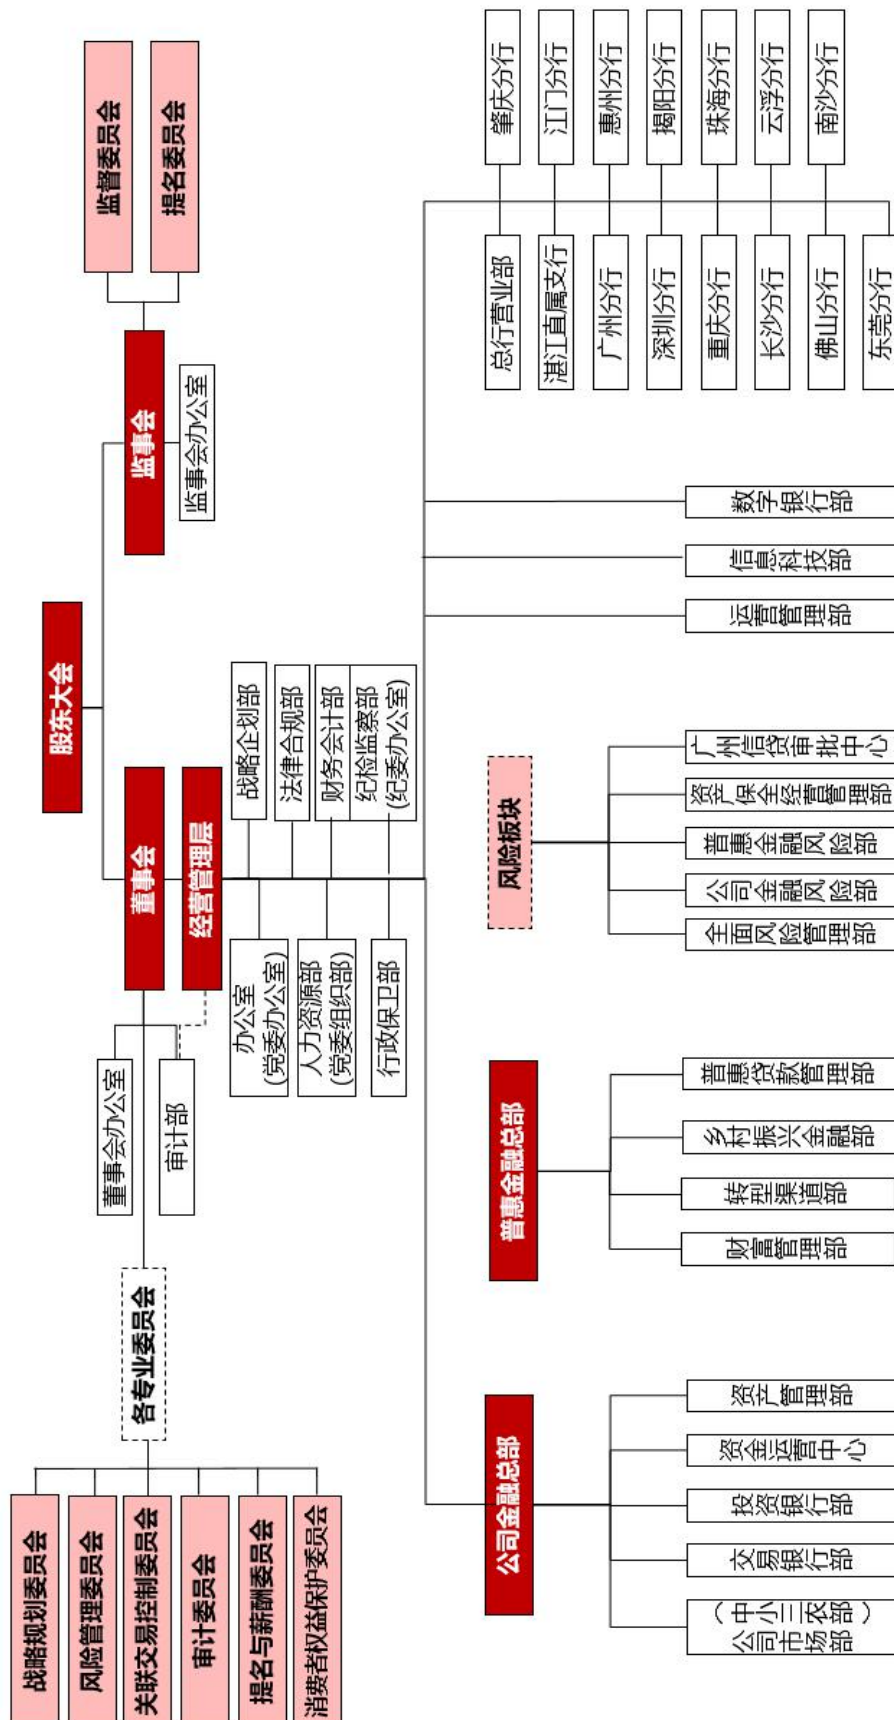 股东大会
董事会
监事会
监督委员会
提名委员会
监事会办公室
经营管理层
董事会办公室
审计部
各专业委员会
战略规划委员会
风险管理委员会
关联交易控制委员会
审计委员会
提名与薪酬委员会
消费者权益保护委员会
办公室
(党委办公室)
战略企划部
法律合规部
人力资源部
(党委组织部)
财务会计部
纪检监察部
(纪委办公室)
行政保卫部
公司金融总部
公司市场部
(中小三农部)
交易银行部
投资银行部
资金运营中心
资产管理部
普惠金融总部
财富管理部
转型渠道部
乡村振兴金融部
普惠贷款管理部
风险板块
全面风险管理部
公司金融风险部
普惠金融风险部
资产保全经营管理部
广州信贷审批中心
运营管理部
信息科技部
数字银行部
总行营业部
肇庆分行
湛江直属支行
江门分行
广州分行
惠州分行
深圳分行
揭阳分行
重庆分行
珠海分行
长沙分行
云浮分行
佛山分行
南沙分行
东莞分行